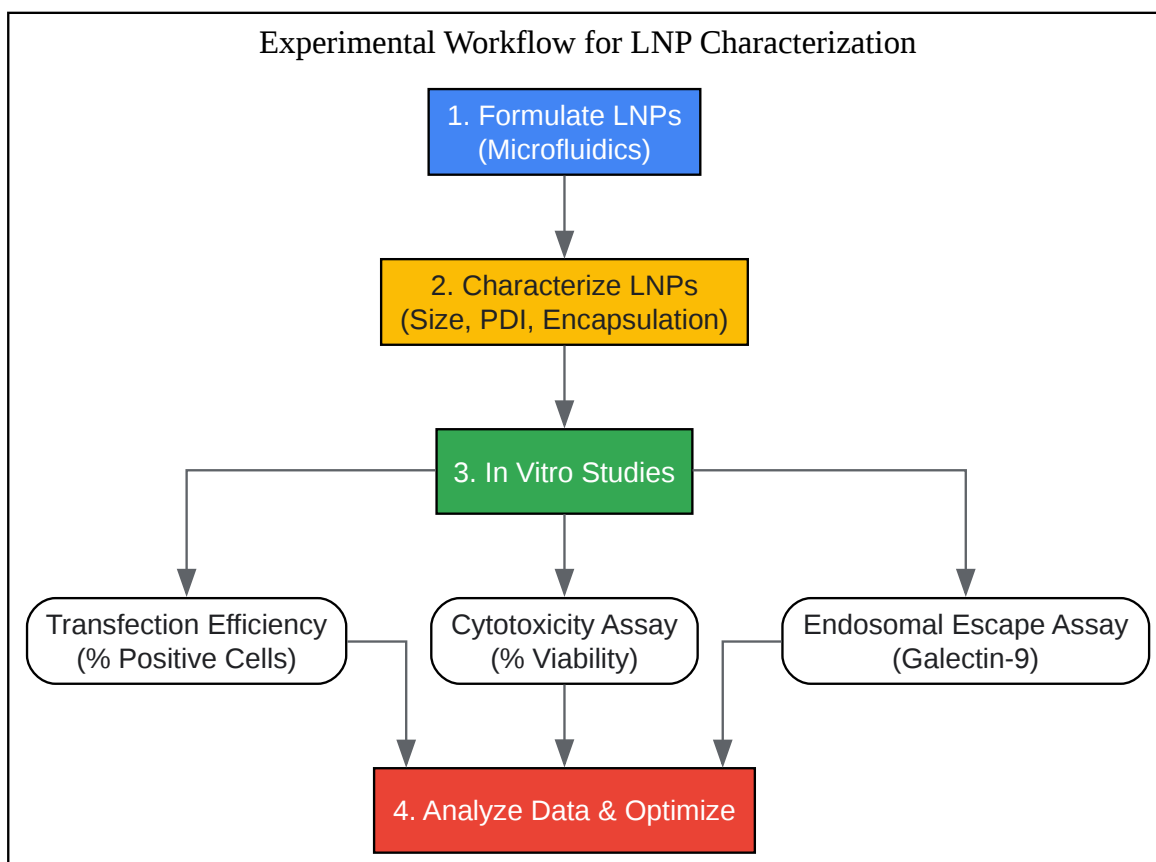 Experimental Workflow for LNP Characterization
1. Formulate LNPs
(Microfluidics)
2. Characterize LNPs
(Size, PDI, Encapsulation)
3. In Vitro Studies
Transfection Efficiency
(% Positive Cells)
Cytotoxicity Assay
(% Viability)
Endosomal Escape Assay
(Galectin-9)
4. Analyze Data & Optimize